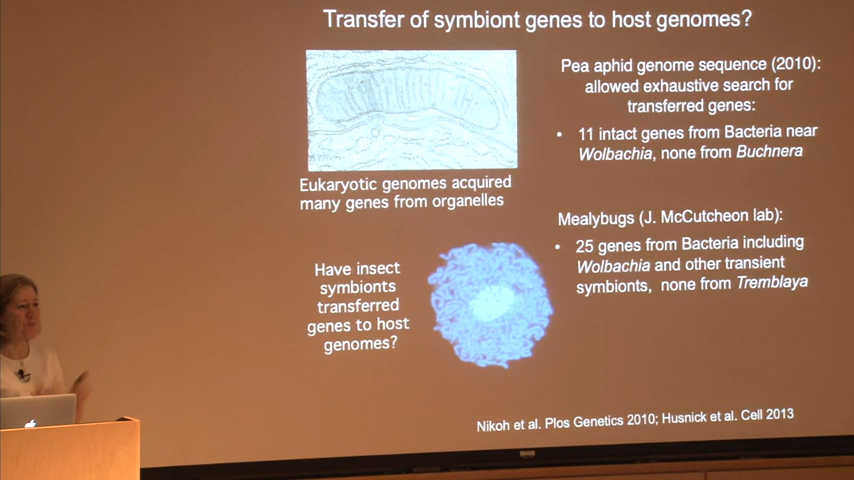 Transfer of symbiont genes to host genomes?
Eukaryotic genomes acquired
many genes from organelles
Have insect
symbionts
transferred
genes to host
genomes?
Pea aphid genome sequence (2010):
allowed exhaustive search for
transferred genes:
• 11 intact genes from Bacteria near
Wolbachia, none from Buchnera
Mealybugs (J. McCutcheon lab):
• 25 genes from Bacteria including
Wolbachia and other transient
symbionts, none from Tremblaya
Nikoh et al. Plos Genetics 2010; Husnick et al. Cell 2013